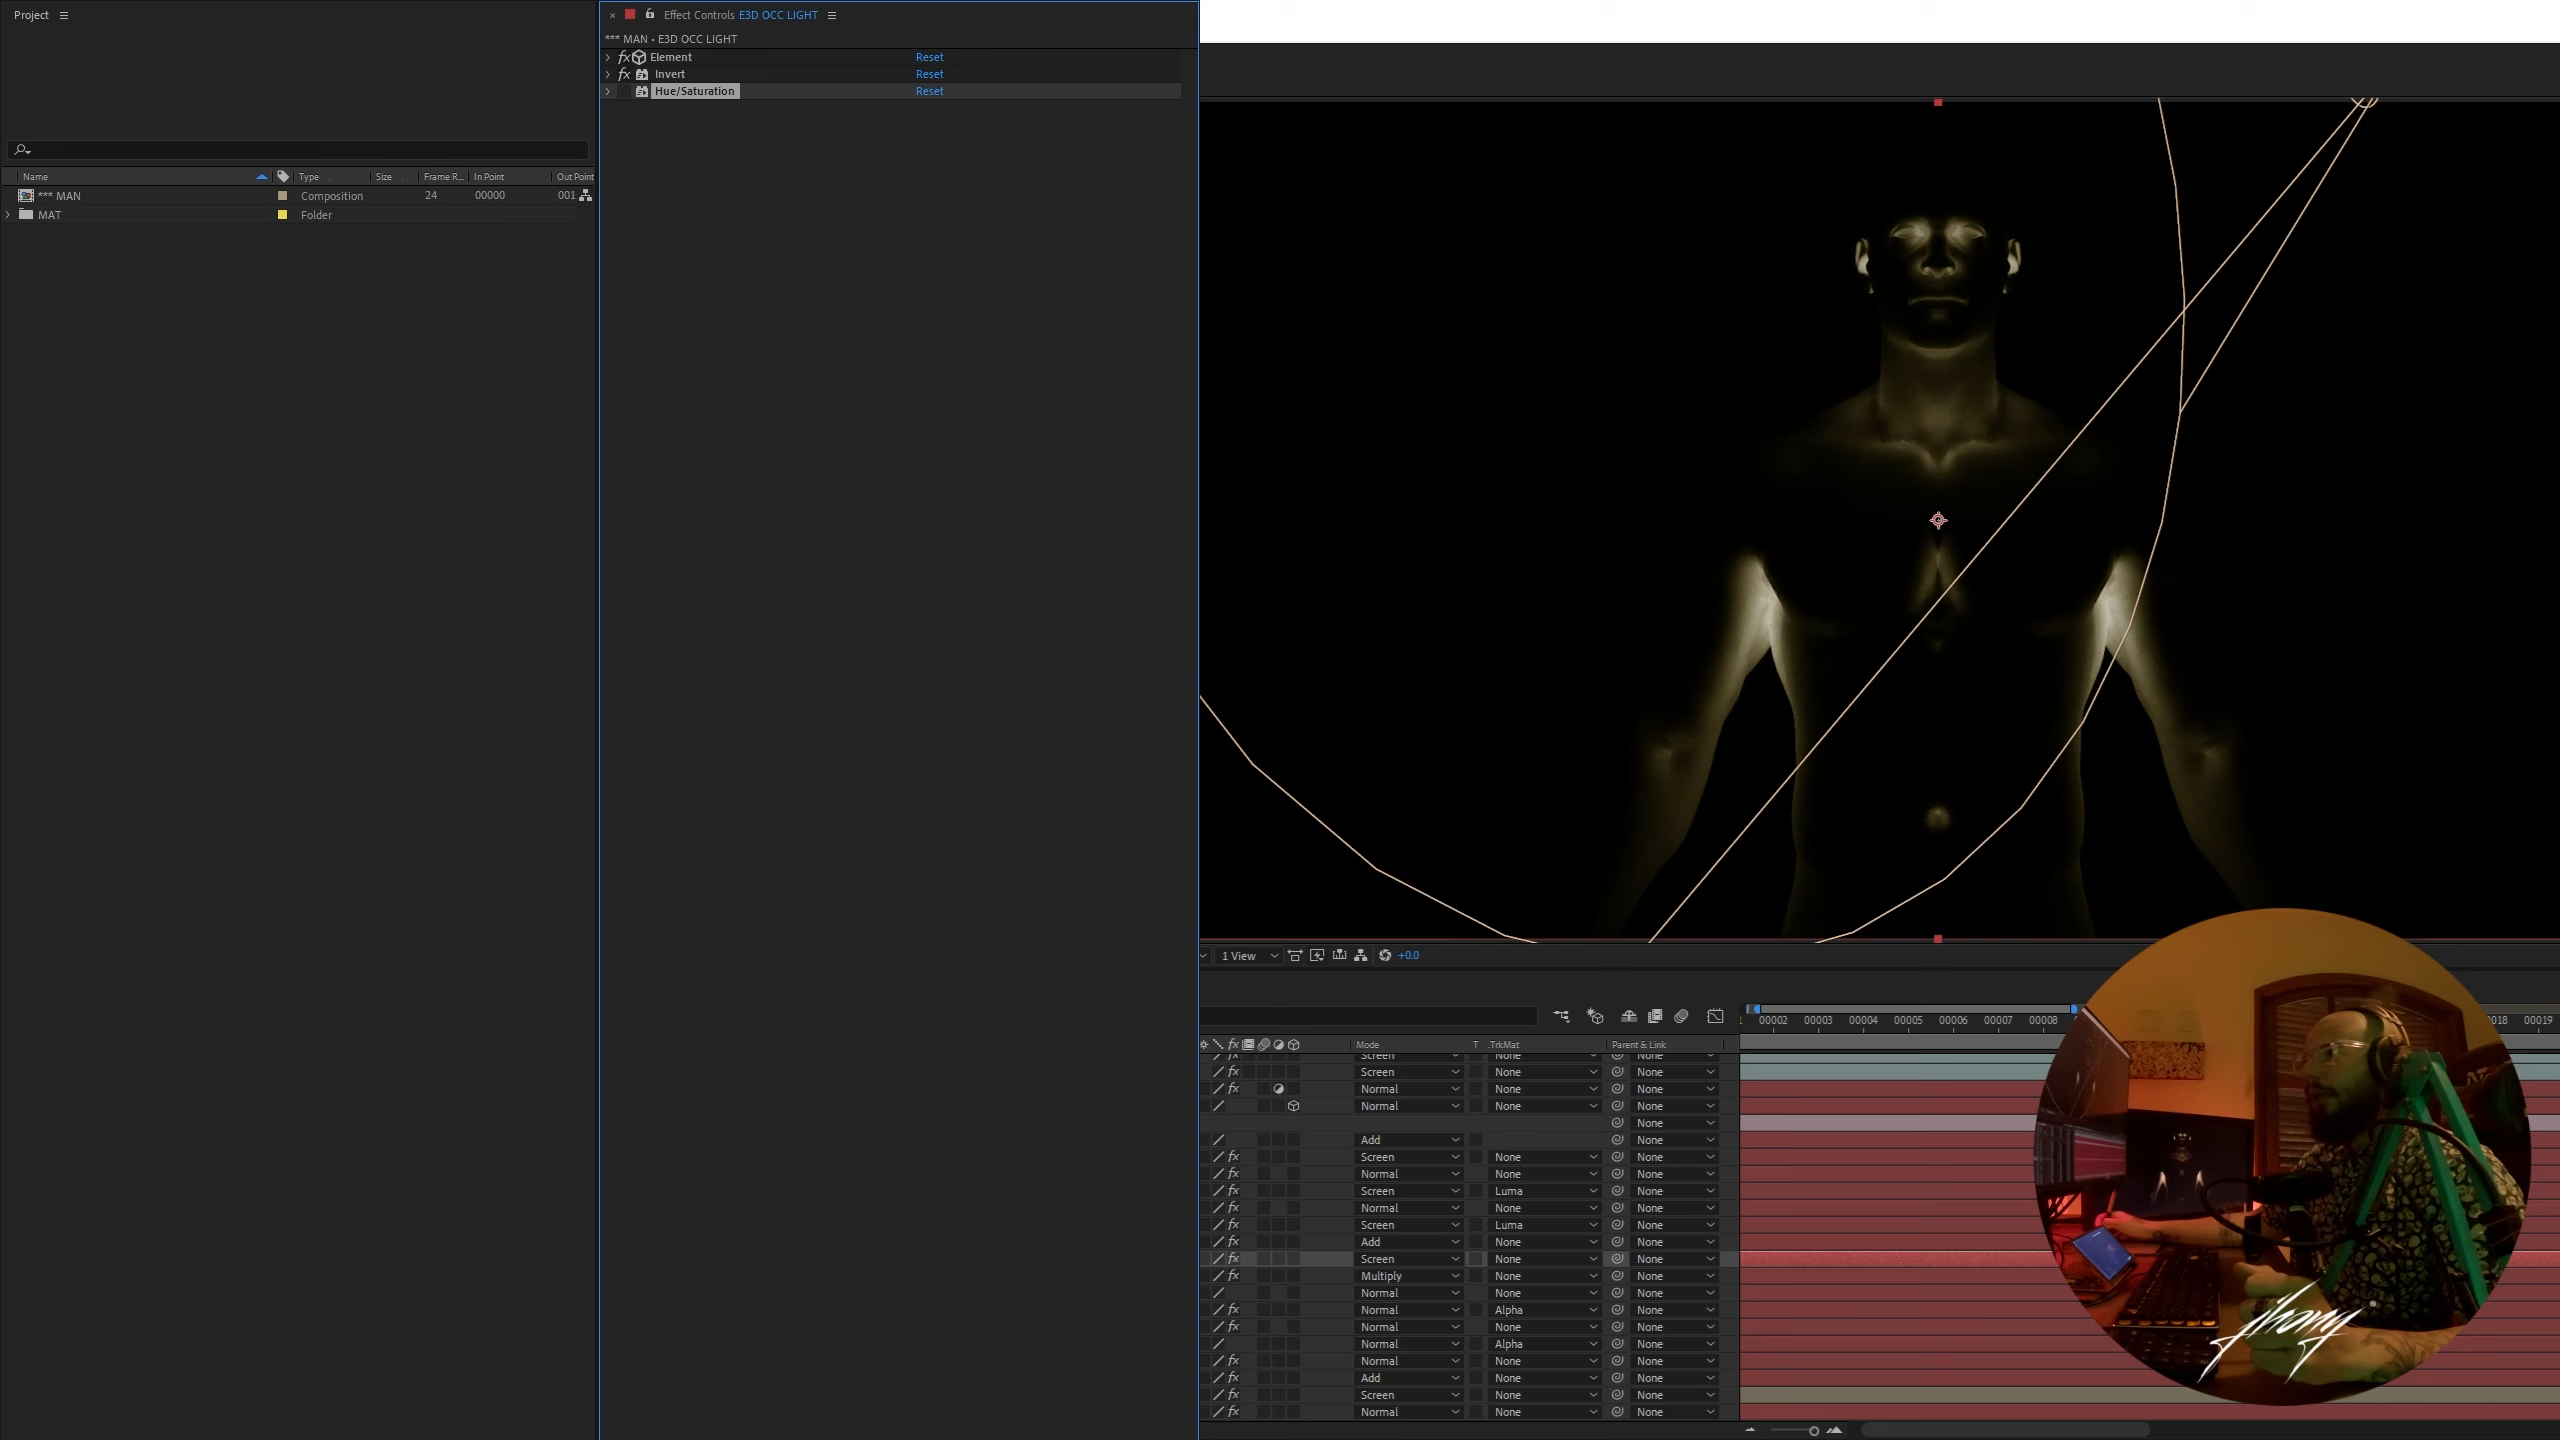 Project
Name Type Size Frame R... In Point Out Point
*** MAN Composition 24 00000 001
MAT Folder
Effect Controls E3D OCC LIGHT
*** MAN • E3D OCC LIGHT
Element Reset
Invert Reset
Hue/Saturation Reset
1 View +0.0
00002 00003 00004 00005 00006 00007 00008 0018 00019
Mode T .TrkMat Parent & Link
Screen None None
Screen None None
Normal None None
Normal None None
None
Add None
Screen None None
Normal None None
Screen Luma None
Normal None None
Screen Luma None
Add None None
Screen None None
Multiply None None
Normal None None
Normal Alpha None
Normal None None
Normal Alpha None
Normal None None
Add None None
Screen None None
Normal None None